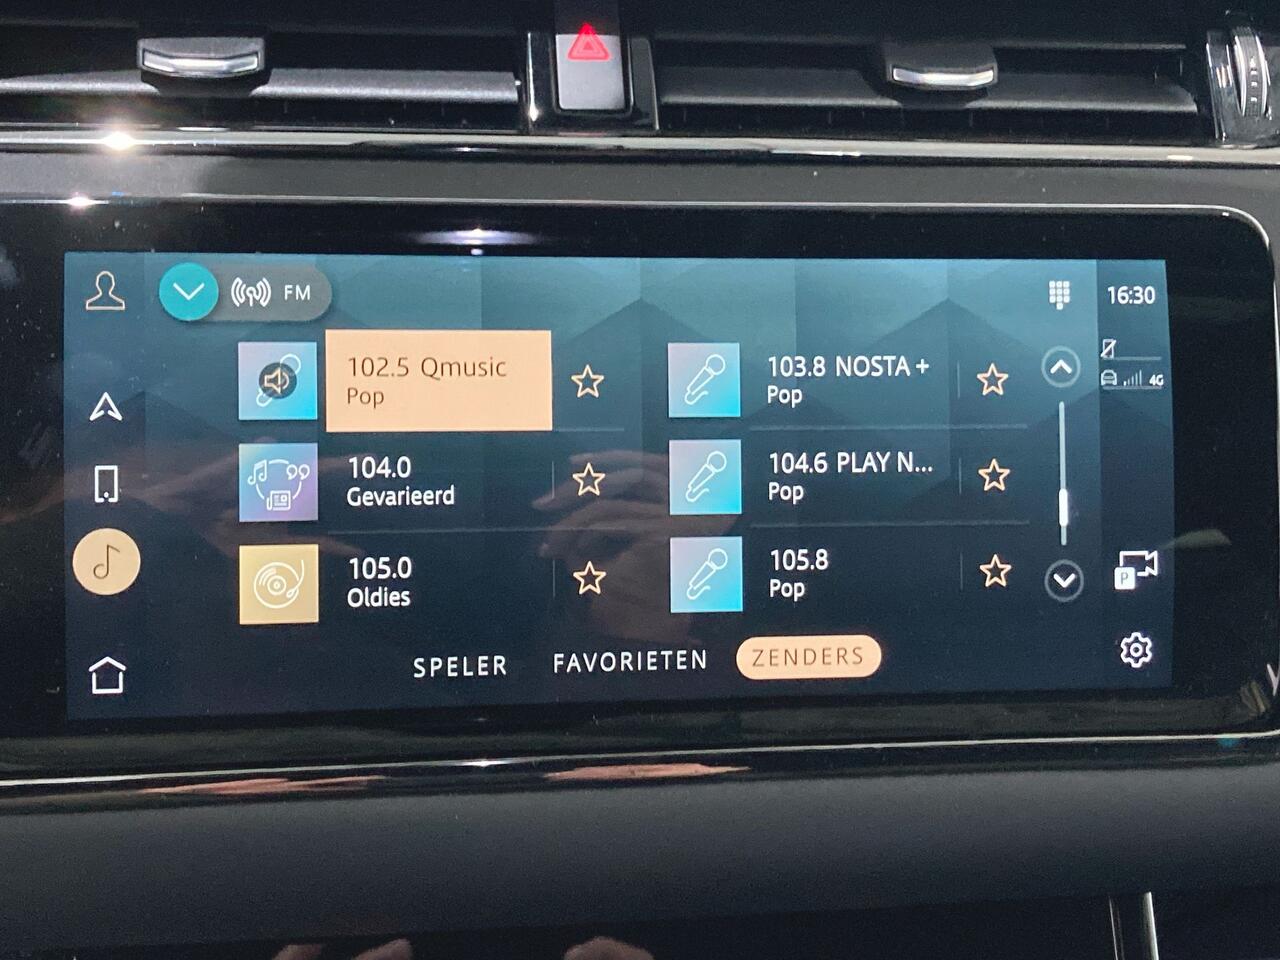 FM
16:30
102.5 Qmusic
Pop
103.8 NOSTA +
Pop
4G
104.0
Gevarieerd
104.6 PLAY N...
Pop
105.0
Oldies
105.8
Pop
P
SPELER FAVORIETEN ZENDERS